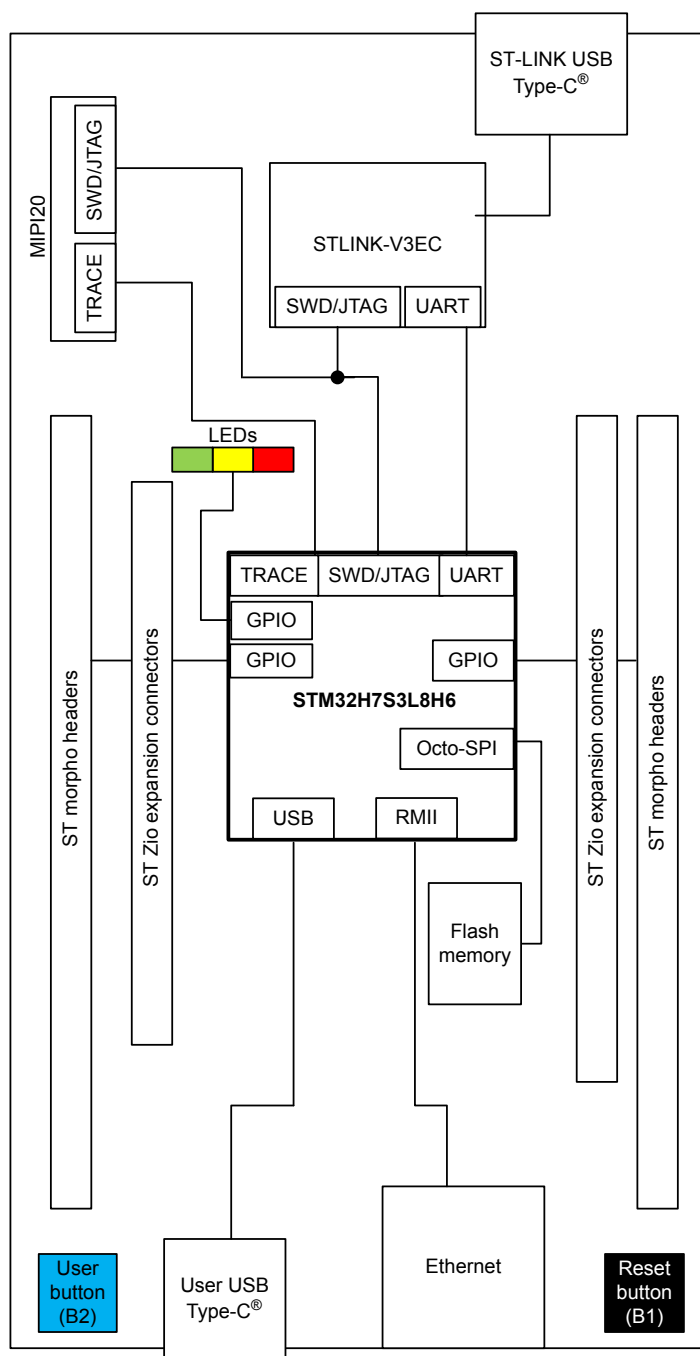 ST-LINK USB
Type-C®
MIPI20
SWD/JTAG
TRACE
STLINK-V3EC
SWD/JTAG
UART
LEDs
TRACE
SWD/JTAG
UART
GPIO
GPIO
GPIO
STM32H7S3L8H6
Octo-SPI
USB
RMII
ST morpho headers
ST Zio expansion connectors
ST Zio expansion connectors
ST morpho headers
Flash
memory
User
button
(B2)
User USB
Type-C®
Ethernet
Reset
button
(B1)